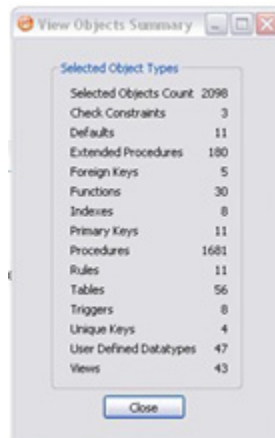 View Objects Summary
Selected Object Types
Selected Objects Count 2098
Check Constraints 3
Defaults 11
Extended Procedures 180
Foreign Keys 5
Functions 30
Indexes 8
Primary Keys 11
Procedures 1681
Rules 11
Tables 56
Triggers 8
Unique Keys 4
User Defined Datatypes 47
Views 43
Close